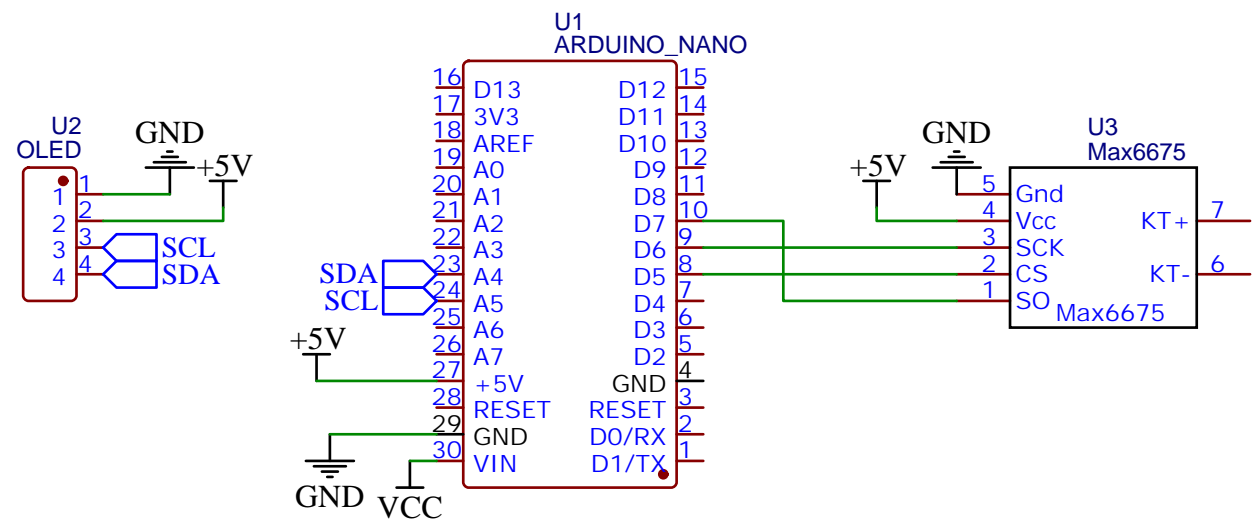 U2
OLED
GND
+5V
1
1
2
2
3
3
4
4
SCL
SDA
U1
ARDUINO_NANO
16
D13
17
3V3
18
AREF
19
A0
20
A1
21
A2
22
A3
23
A4
24
A5
25
A6
26
A7
27
+5V
28
RESET
29
GND
30
VIN
SDA
SCL
+5V
GND
VCC
D12
15
D11
14
D10
13
D9
12
D8
11
D7
10
D6
9
D5
8
D4
7
D3
6
D2
5
GND
4
RESET
3
D0/RX
2
D1/TX
1
+5V
GND
U3
Max6675
5
Gnd
4
Vcc
3
SCK
2
CS
1
SO
KT+
7
KT-
6
Max6675